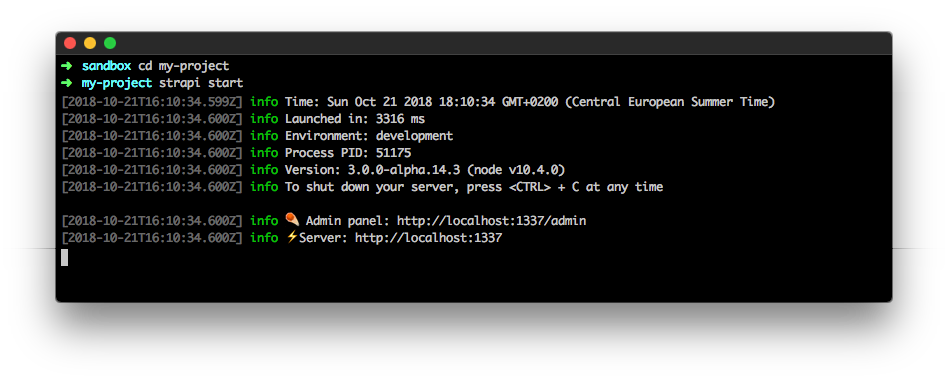 ➜ sandbox cd my-project
➜ my-project strapi start
[2018-10-21T16:10:34.599Z] info Time: Sun Oct 21 2018 18:10:34 GMT+0200 (Central European Summer Time)
[2018-10-21T16:10:34.600Z] info Launched in: 3316 ms
[2018-10-21T16:10:34.600Z] info Environment: development
[2018-10-21T16:10:34.600Z] info Process PID: 51175
[2018-10-21T16:10:34.600Z] info Version: 3.0.0-alpha.14.3 (node v10.4.0)
[2018-10-21T16:10:34.600Z] info To shut down your server, press <CTRL> + C at any time
[2018-10-21T16:10:34.600Z] info ☄️ Admin panel: http://localhost:1337/admin
[2018-10-21T16:10:34.600Z] info ⚡️Server: http://localhost:1337